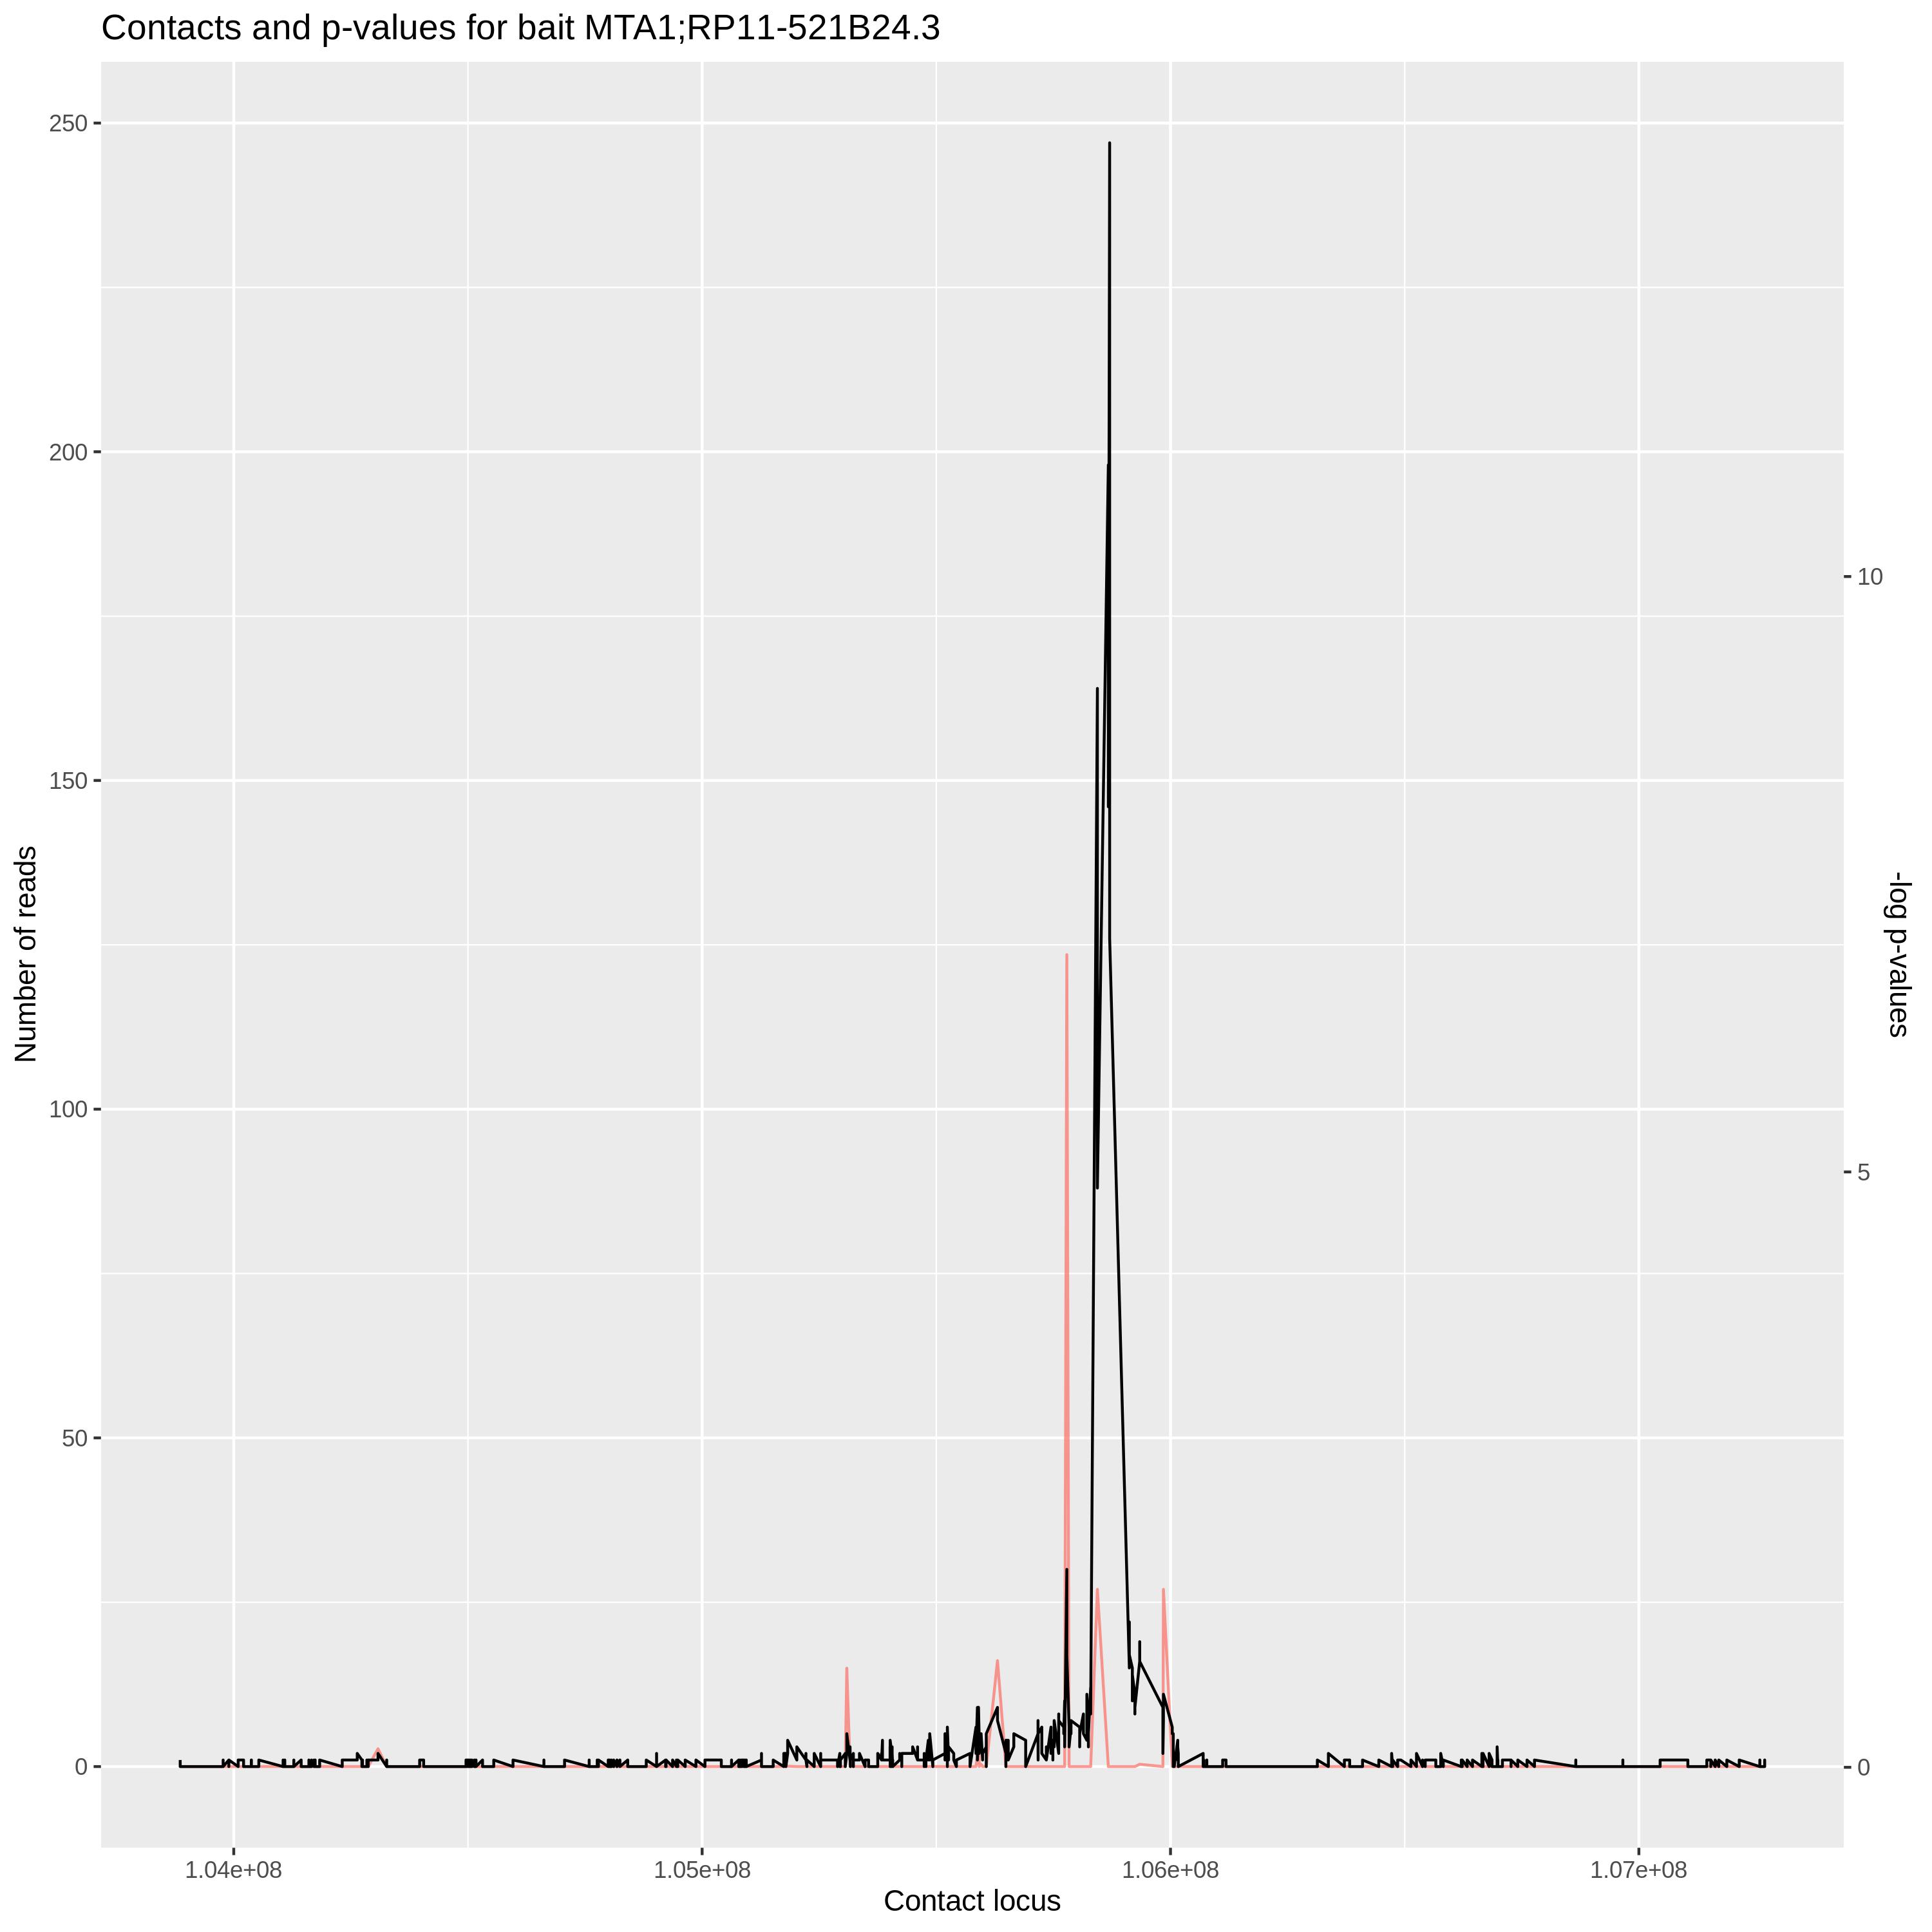 Contacts and p-values for bait MTA1;RP11-521B24.3
250
200
150
100
50
0
Number of reads
10
5
0
-log p-values
1.04e+08
1.05e+08
1.06e+08
1.07e+08
Contact locus